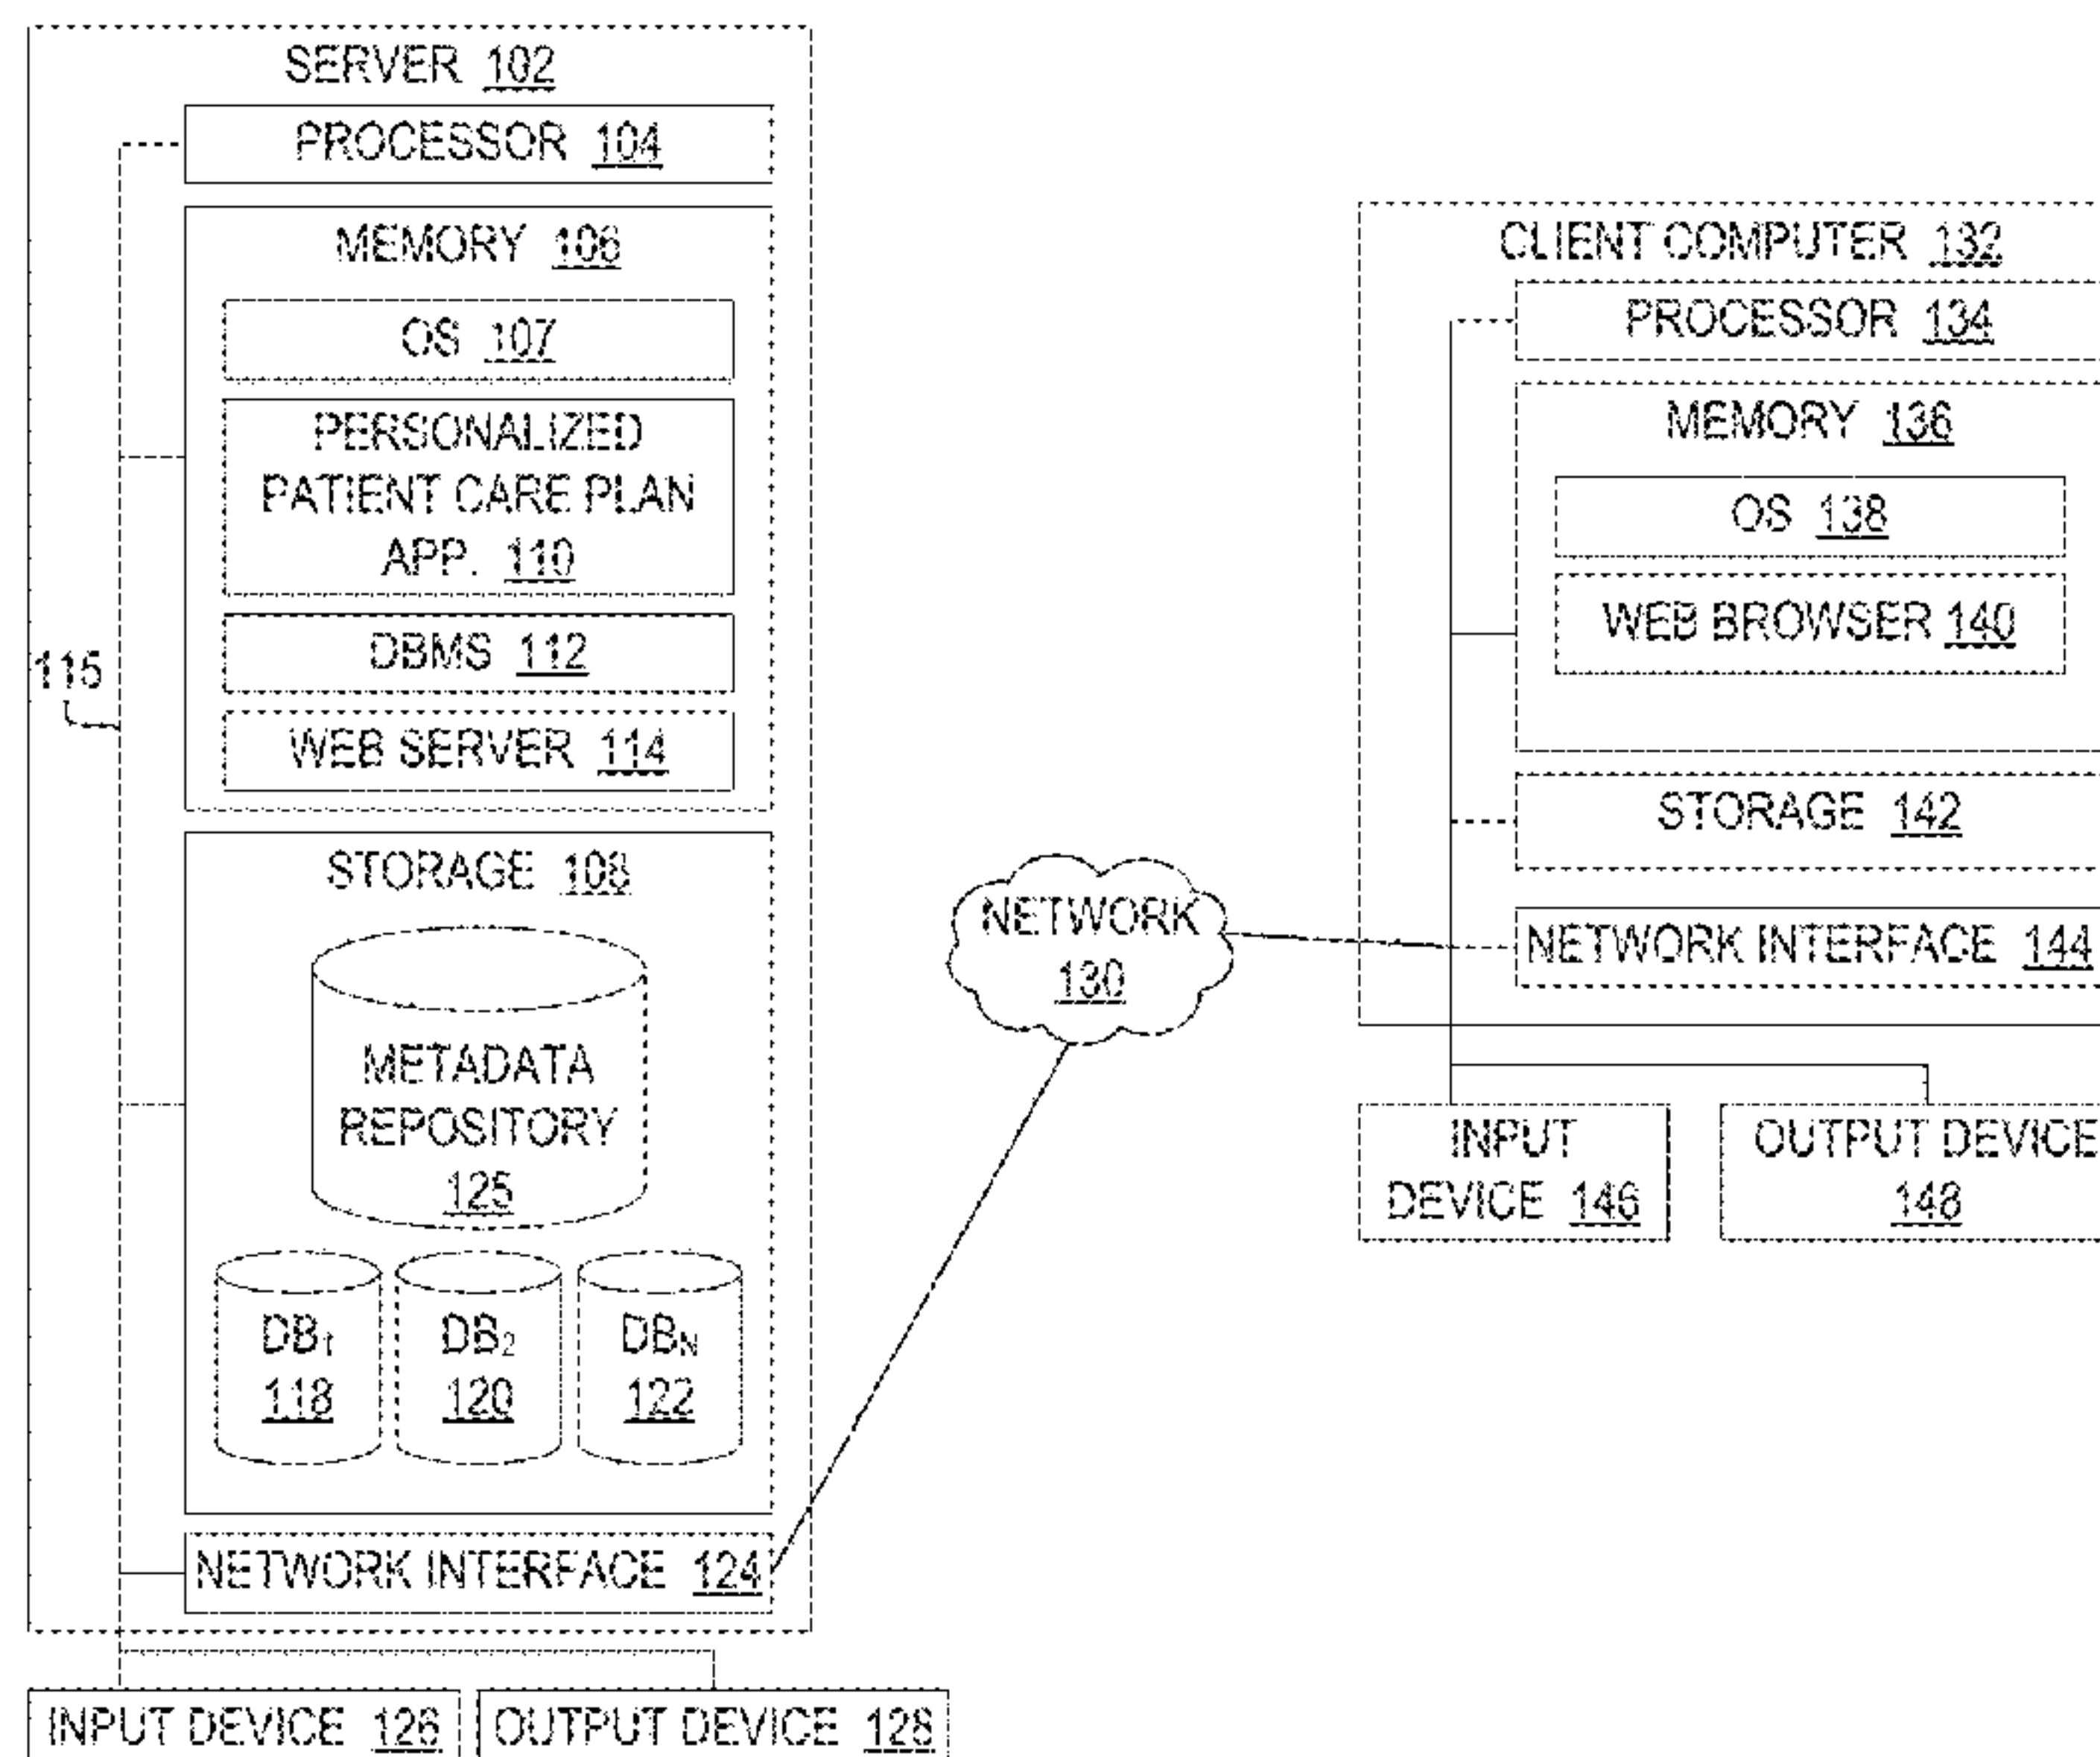 SERVER 102
PROCESSOR 104
MEMORY 106
OS 107
PERSONALIZED
PATIENT CARE PLAN
APP. 110
DBMS 112
WEB SERVER 114
115
STORAGE 108
METADATA
REPOSITORY
125
DB1
118
DB2
120
DBN
122
NETWORK INTERFACE 124
INPUT DEVICE 126
OUTPUT DEVICE 128
NETWORK
130
CLIENT COMPUTER 132
PROCESSOR 134
MEMORY 136
OS 138
WEB BROWSER 140
STORAGE 142
NETWORK INTERFACE 144
INPUT
DEVICE 146
OUTPUT DEVICE
148